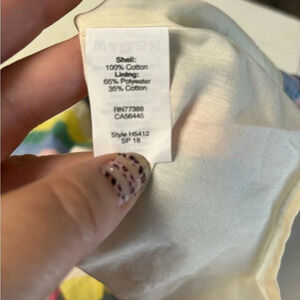 Shell:
100% Cotton
Lining:
65% Polyester
35% Cotton
RN77388
CA56445
Style H5412
SP 18